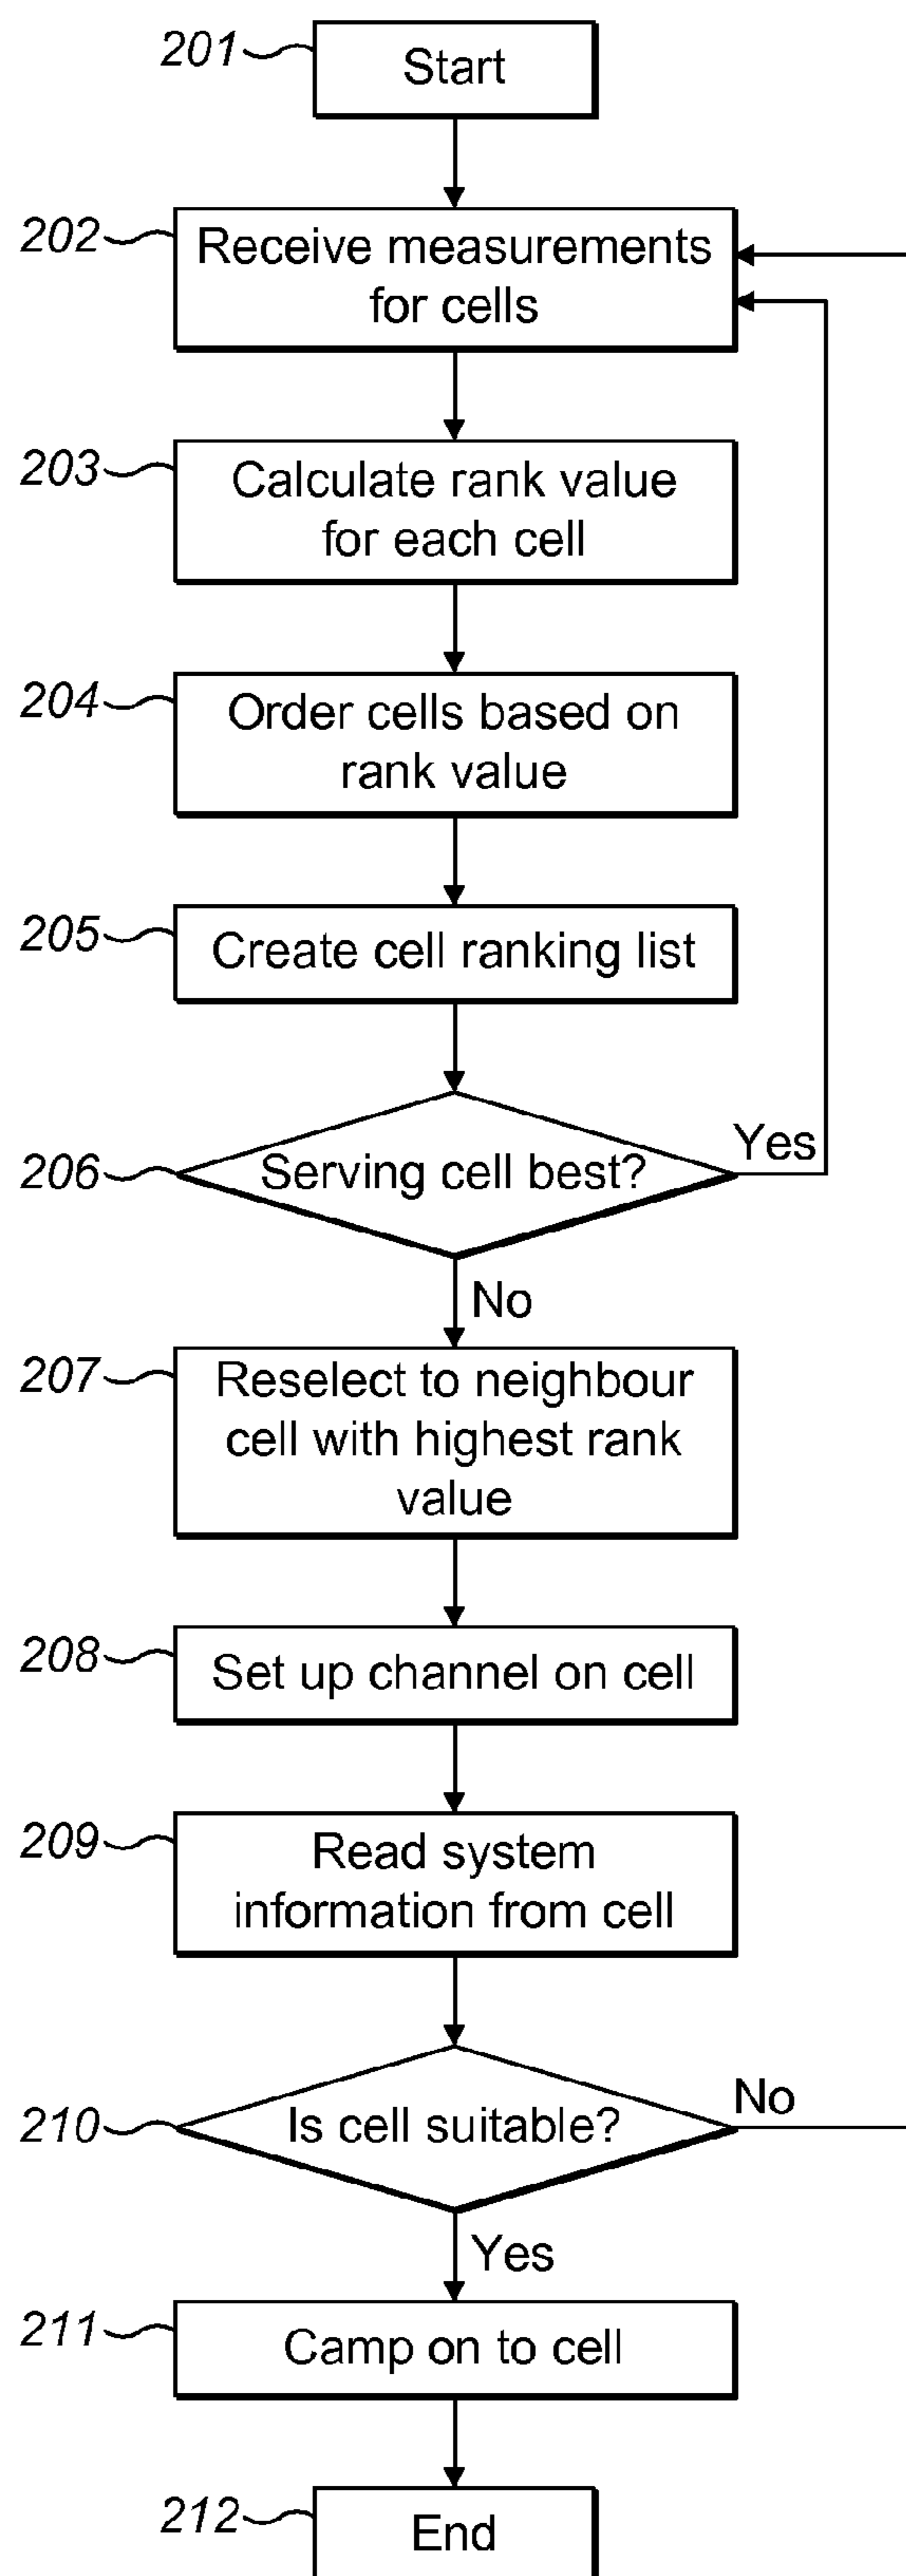 201
Start
202
Receive measurements
for cells
203
Calculate rank value
for each cell
204
Order cells based on
rank value
205
Create cell ranking list
206
Serving cell best?
Yes
No
207
Reselect to neighbour
cell with highest rank
value
208
Set up channel on cell
209
Read system
information from cell
210
Is cell suitable?
No
Yes
211
Camp on to cell
212
End